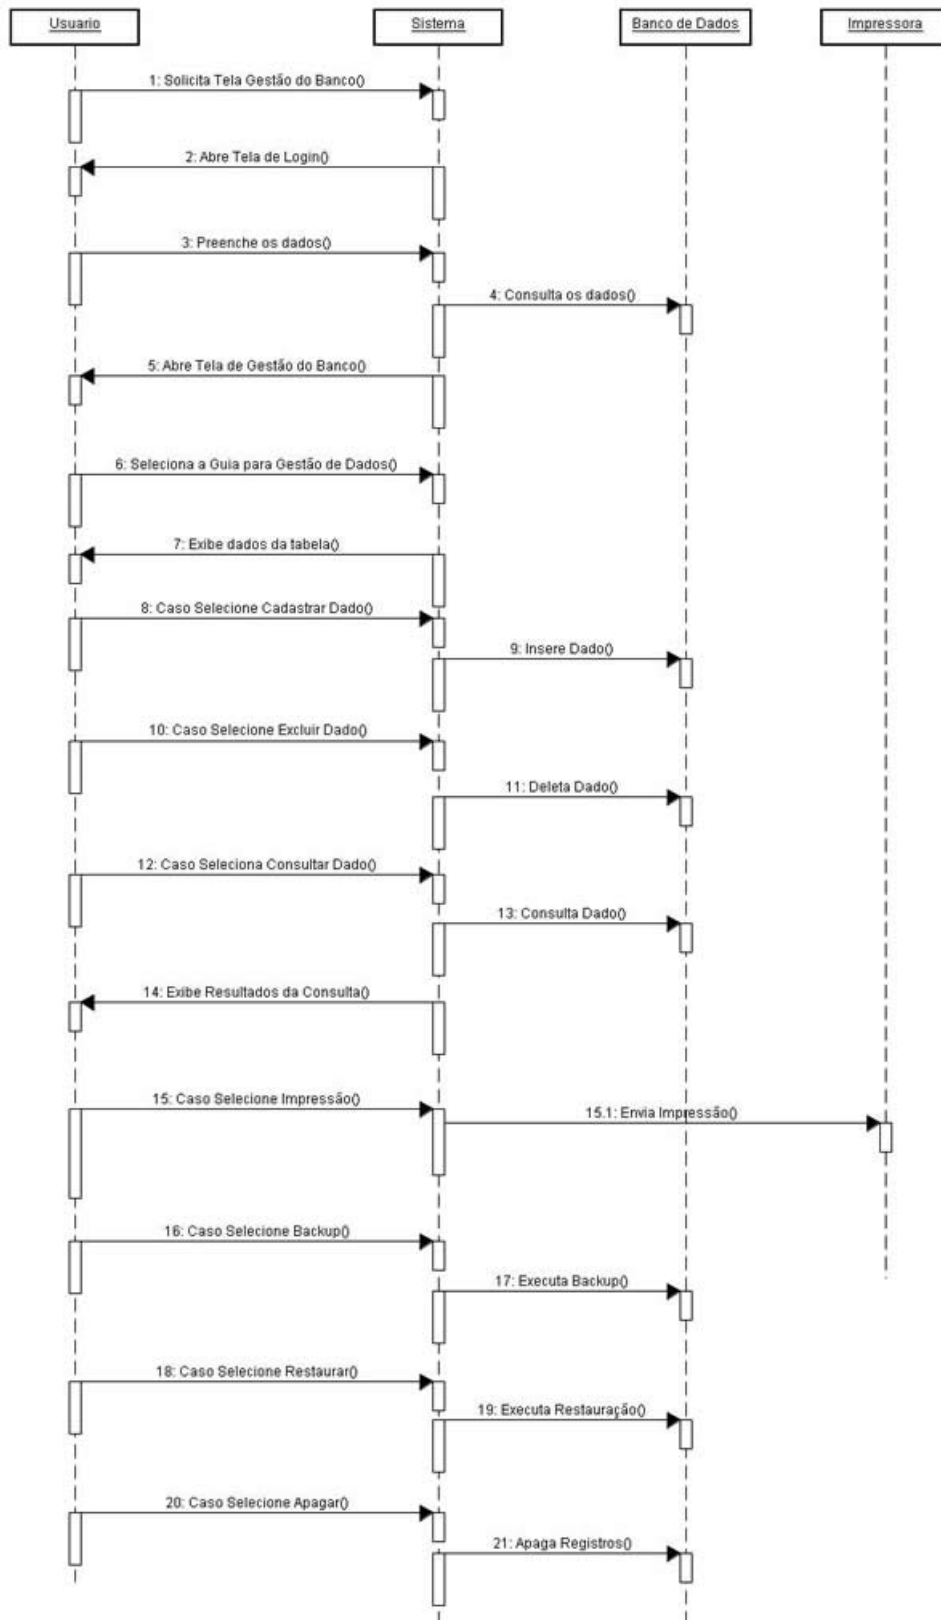 Usuario
Sistema
Banco de Dados
Impressora
1: Solicita Tela Gestão do Banco()
2: Abre Tela de Login()
3: Preenche os dados()
4: Consulta os dados()
5: Abre Tela de Gestão do Banco()
6: Seleciona a Guia para Gestão de Dados()
7: Exibe dados da tabela()
8: Caso Selecione Cadastrar Dado()
9: Insere Dado()
10: Caso Selecione Excluir Dado()
11: Deleta Dado()
12: Caso Seleciona Consultar Dado()
13: Consulta Dado()
14: Exibe Resultados da Consulta()
15: Caso Selecione Impressão()
15.1: Envia Impressão()
16: Caso Selecione Backup()
17: Executa Backup()
18: Caso Selecione Restaurar()
19: Executa Restauração()
20: Caso Selecione Apagar()
21: Apaga Registros()